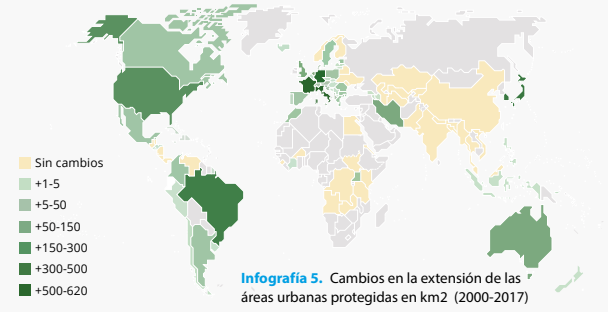 Sin cambios
+1-5
+5-50
+50-150
+150-300
+300-500
+500-620
Infografía 5. Cambios en la extensión de las
áreas urbanas protegidas en km2 (2000-2017)